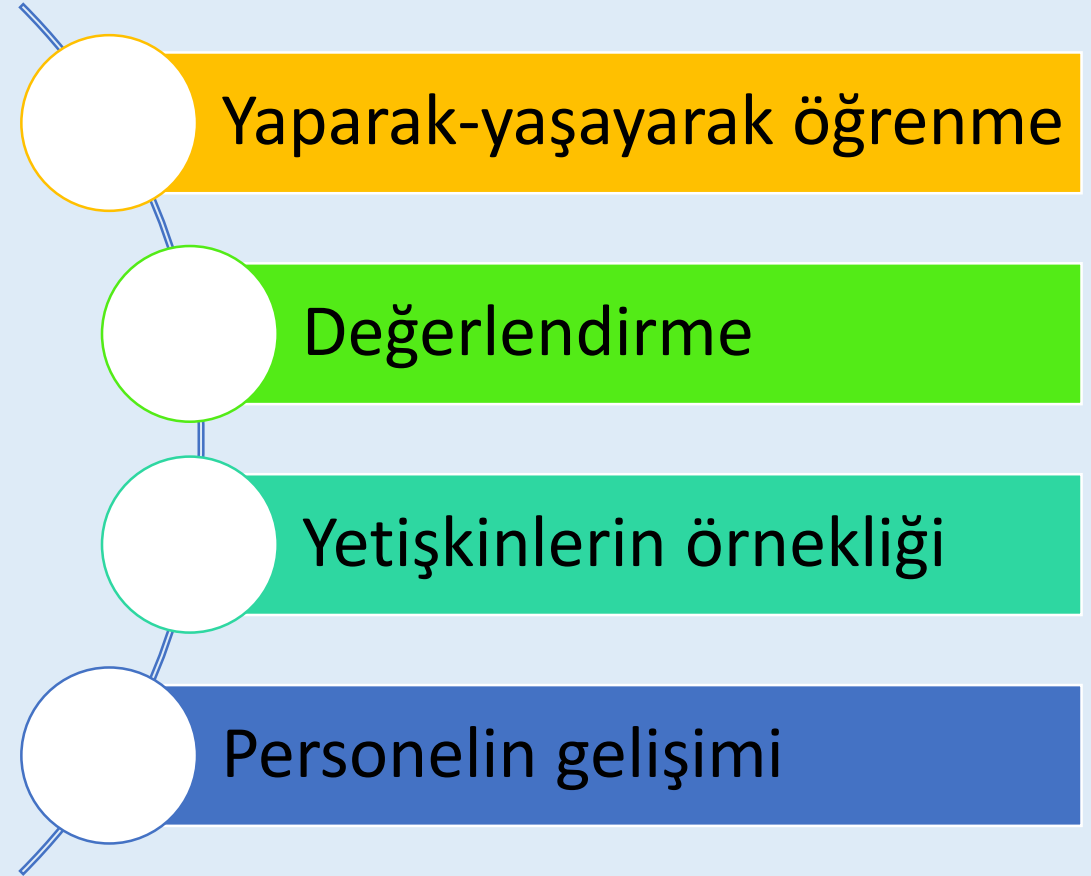 Yaparak-yaşayarak öğrenme
Değerlendirme
Yetişkinlerin örnekliği
Personelin gelişimi